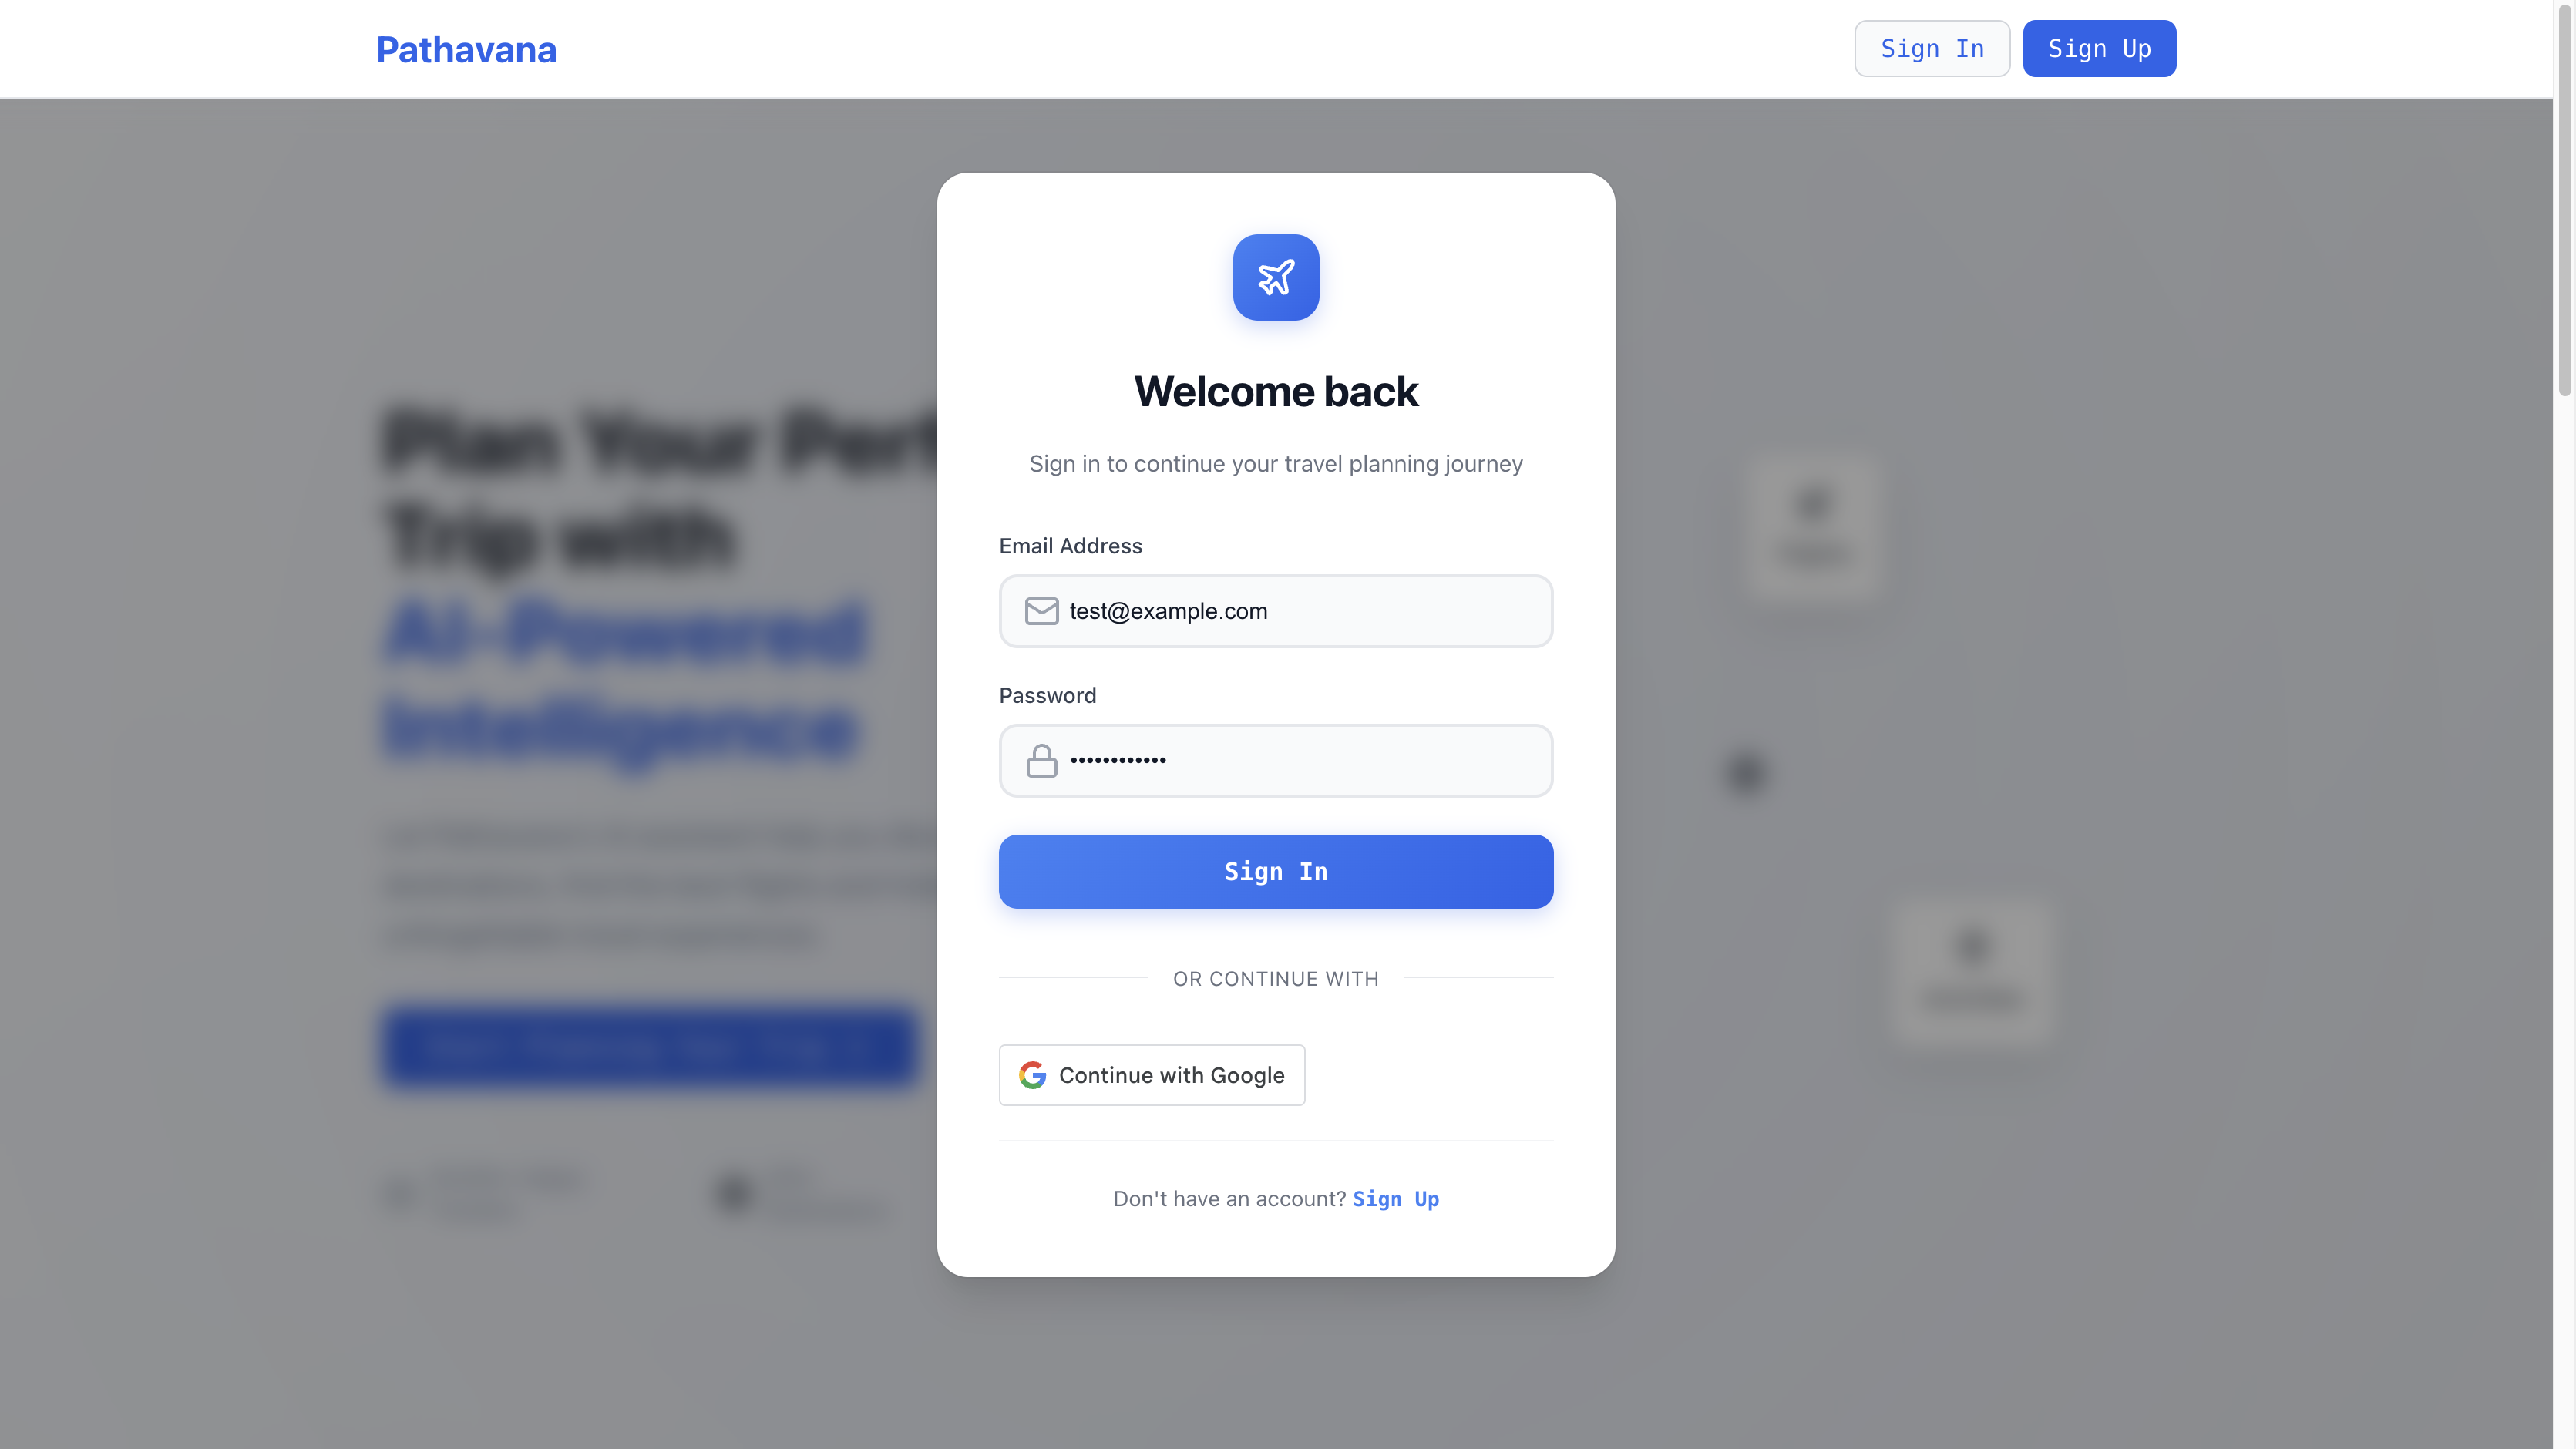 Pathavana
Sign In
Sign Up
Plan Your Perf
Trip with
AI-Powered
Intelligence
Welcome back
Sign in to continue your travel planning journey
Email Address
test@example.com
Password
••••••••••••
Sign In
OR CONTINUE WITH
Continue with Google
Don't have an account? Sign Up